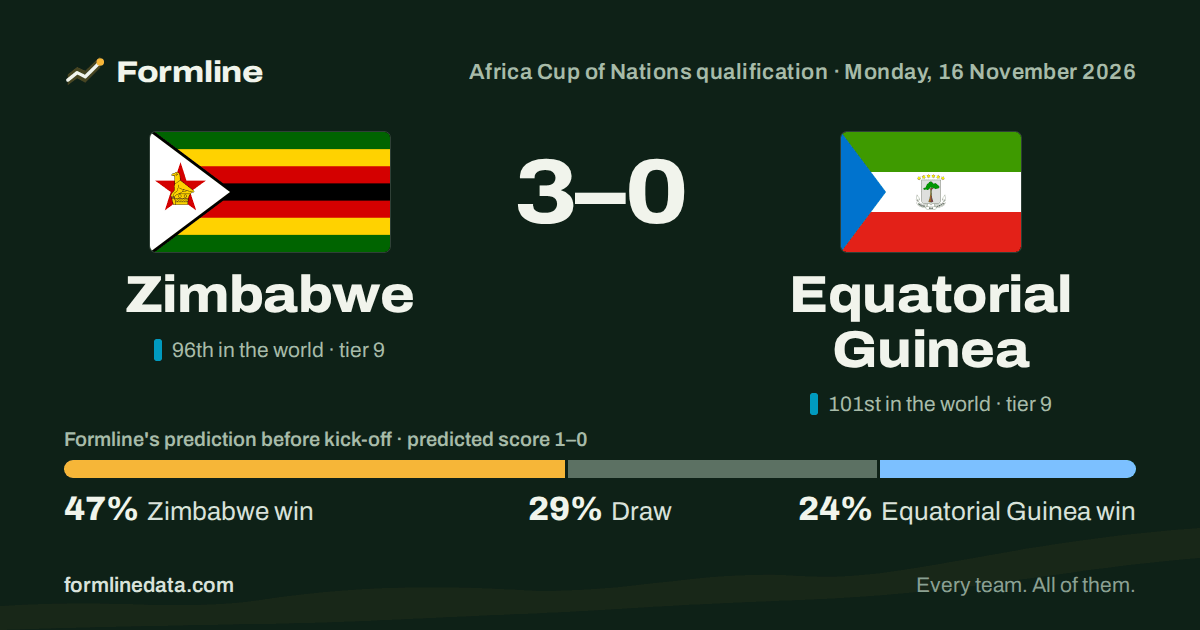 Formline
Africa Cup of Nations qualification · Monday, 16 November 2026
3–0
Zimbabwe
96th in the world · tier 9
Equatorial
Guinea
101st in the world · tier 9
Formline's prediction before kick-off · predicted score 1–0
47% Zimbabwe win
29% Draw
24% Equatorial Guinea win
formlinedata.com
Every team. All of them.